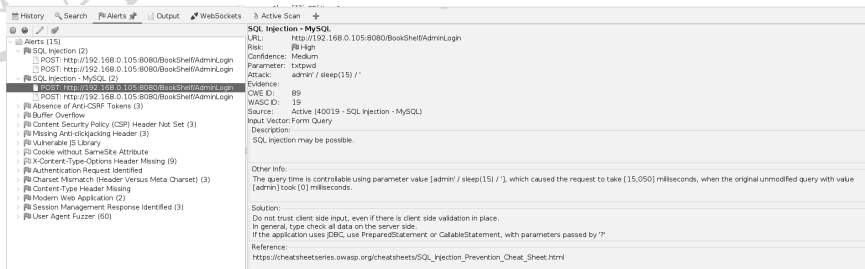 History Search Alerts Output WebSockets Active Scan
Alerts (15)
SQL Injection (2)
POST: http://192.168.0.105:8080/BookShelf/AdminLogin
POST: http://192.168.0.105:8080/BookShelf/AdminLogin
SQL Injection - MySQL (2)
POST: http://192.168.0.105:8080/BookShelf/AdminLogin
POST: http://192.168.0.105:8080/BookShelf/AdminLogin
Absence of Anti-CSRF Tokens (3)
Buffer Overflow
Content Security Policy (CSP) Header Not Set (3)
Missing Anti-clickjacking Header (3)
Vulnerable JS Library
Cookie without SameSite Attribute
X-Content-Type-Options Header Missing (9)
Authentication Request Identified
Charset Mismatch (Header Versus Meta Charset) (3)
Content-Type Header Missing
Modern Web Application (2)
Session Management Response Identified (3)
User Agent Fuzzer (60)
SQL Injection - MySQL
URL: http://192.168.0.105:8080/BookShelf/AdminLogin
Risk: High
Confidence: Medium
Parameter: txtpwd
Attack: admin' / sleep(15) / '
Evidence:
CWE ID: 89
WASC ID: 19
Source: Active (40019 - SQL Injection - MySQL)
Input Vector: Form Query
Description:
SQL injection may be possible.
Other Info:
The query time is controllable using parameter value [admin' / sleep(15) / '], which caused the request to take [15,050] milliseconds, when the original unmodified query with value
[admin] took [0] milliseconds.
Solution:
Do not trust client side input, even if there is client side validation in place.
In general, type check all data on the server side.
If the application uses JDBC, use PreparedStatement or CallableStatement, with parameters passed by '?'
Reference:
https://cheatsheetseries.owasp.org/cheatsheets/SQL_Injection_Prevention_Cheat_Sheet.html